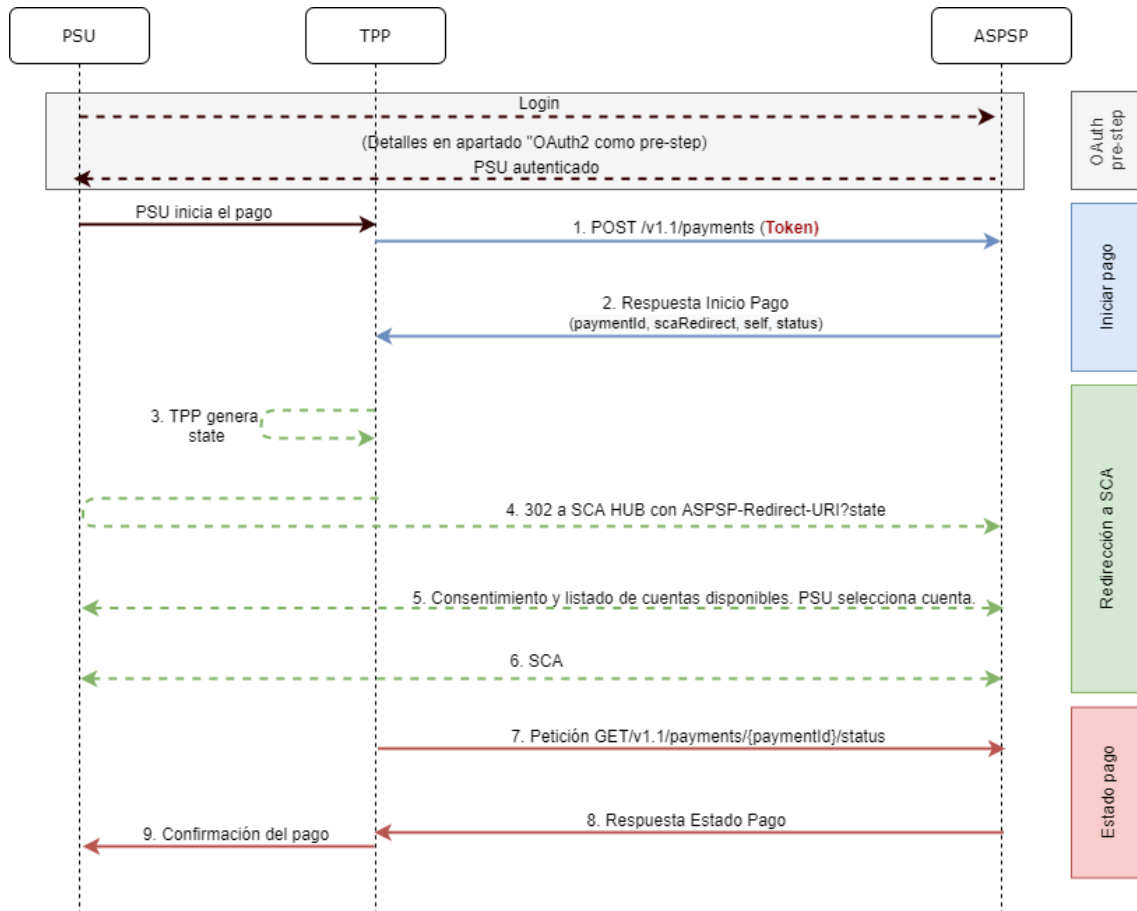 PSU
TPP
ASPSP
Login
(Detalles en apartado "OAuth2 como pre-step)
PSU autenticado
OAuth
pre-step
PSU inicia el pago
1. POST /v1.1/payments (Token)
2. Respuesta Inicio Pago
(paymentId, scaRedirect, self, status)
Iniciar pago
3. TPP genera
state
4. 302 a SCA HUB con ASPSP-Redirect-URI?state
5. Consentimiento y listado de cuentas disponibles. PSU selecciona cuenta.
6. SCA
Redirección a SCA
7. Petición GET/v1.1/payments/{paymentId}/status
8. Respuesta Estado Pago
9. Confirmación del pago
Estado pago